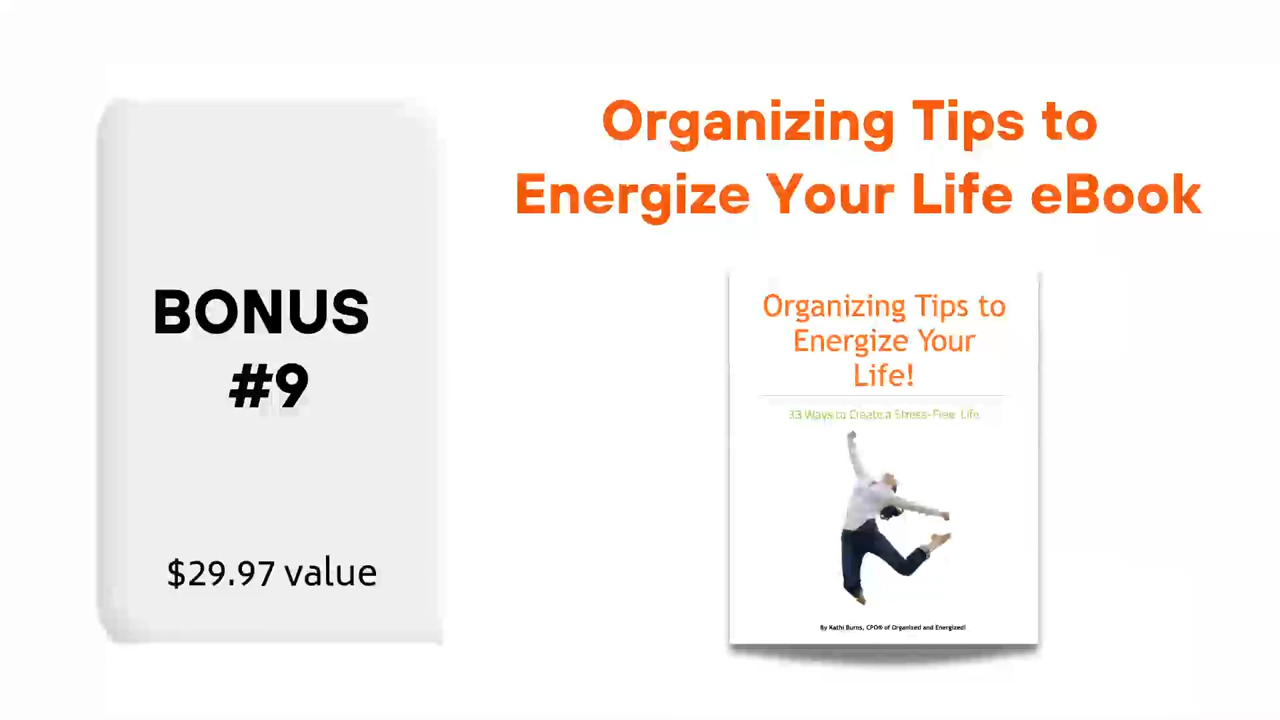 BONUS
#9
$29.97 value
Organizing Tips to
Energize Your Life eBook
Organizing Tips to
Energize Your
Life!
33 Ways to Create a Stress-Free Life
By Kathi Burns, CPO® of Organized and Energized!